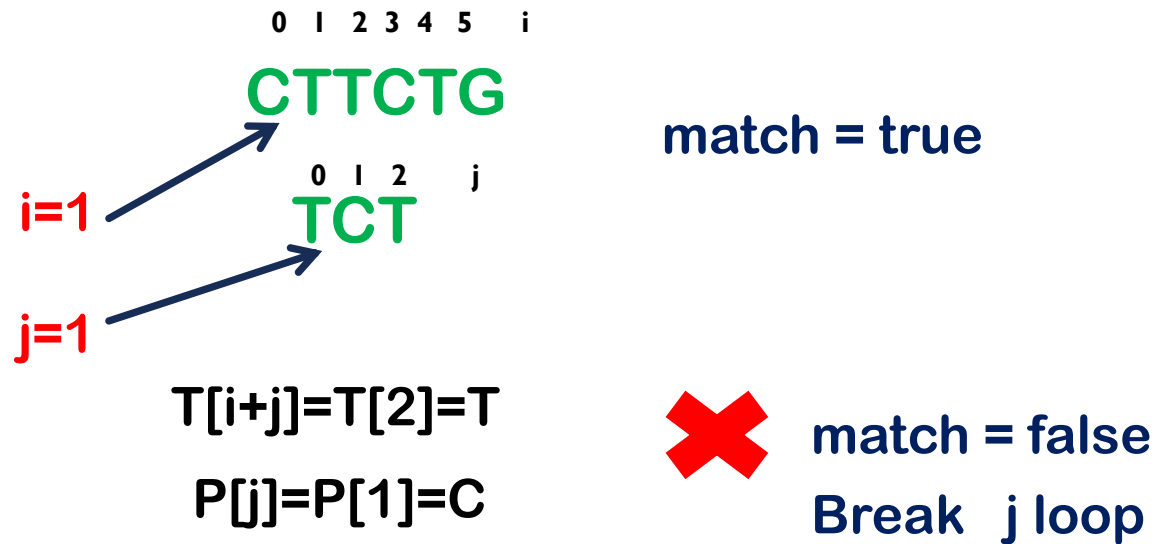 0 1 2 3 4 5 i
CTTCTG
match = true
0 1 2 j
i=1
TCT
j=1
T[i+j]=T[2]=T
match = false
P[j]=P[1]=C
Break j loop